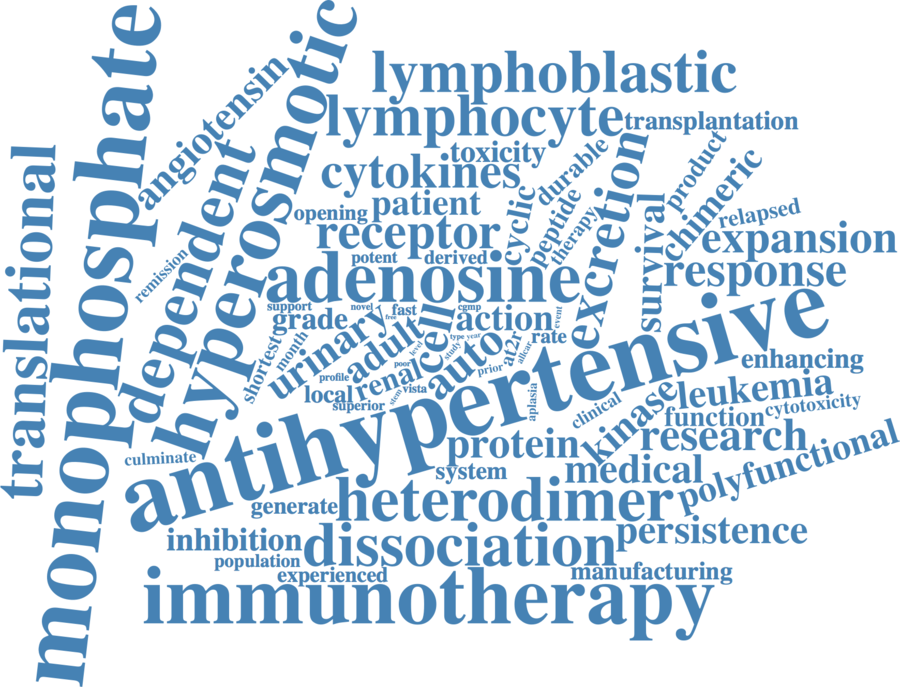 monophosphate
translational
angiotensin
hyperosmotic
dependent
remission
culminate
lymphoblastic
lymphocyte
transplantation
toxicity
cytokines
durable
opening
patient
cyclic
peptide
therapy
excretion
survival
product
chimeric
relapsed
receptor
potent
derived
expansion
adenosine
response
support
novel
free
fast
cgmp
event
grade
urinary
adult
cell
action
shortest
month
profile
poor
level
type
year
study
auto
at2r
rate
allcar
prior
renal
local
stem
vista
superior
aplasia
antihypertensive
enhancing
clinical
kinase
leukemia
function
cytotoxicity
protein
research
system
medical
polyfunctional
generate
heterodimer
inhibition
dissociation
persistence
population
experienced
manufacturing
immunotherapy